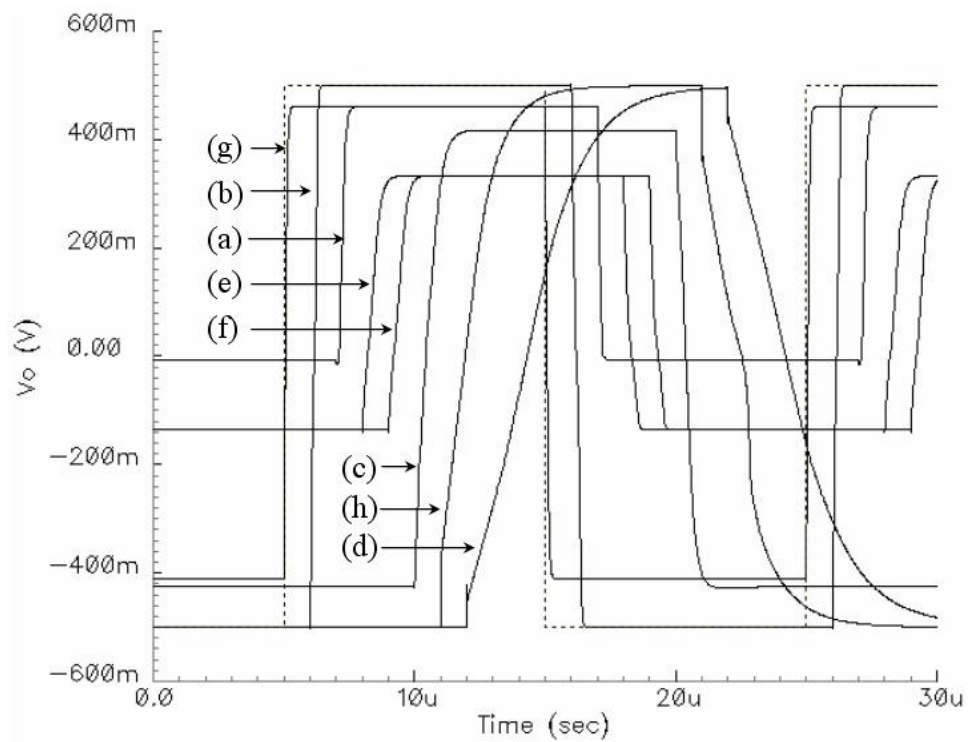 600m
400m
200m
0.00
-200m
-400m
-600m
Vo (V)
(g)
(b)
(a)
(e)
(f)
(c)
(h)
(d)
0.0
10u
20u
30u
Time (sec)